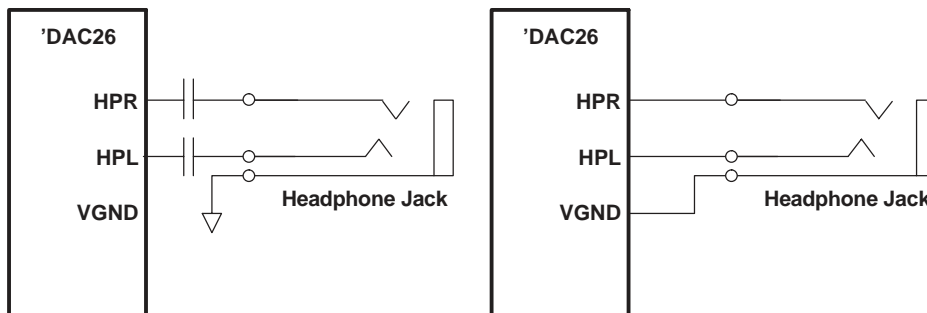 'DAC26
HPR
HPL
VGND
Headphone Jack
'DAC26
HPR
HPL
VGND
Headphone Jack